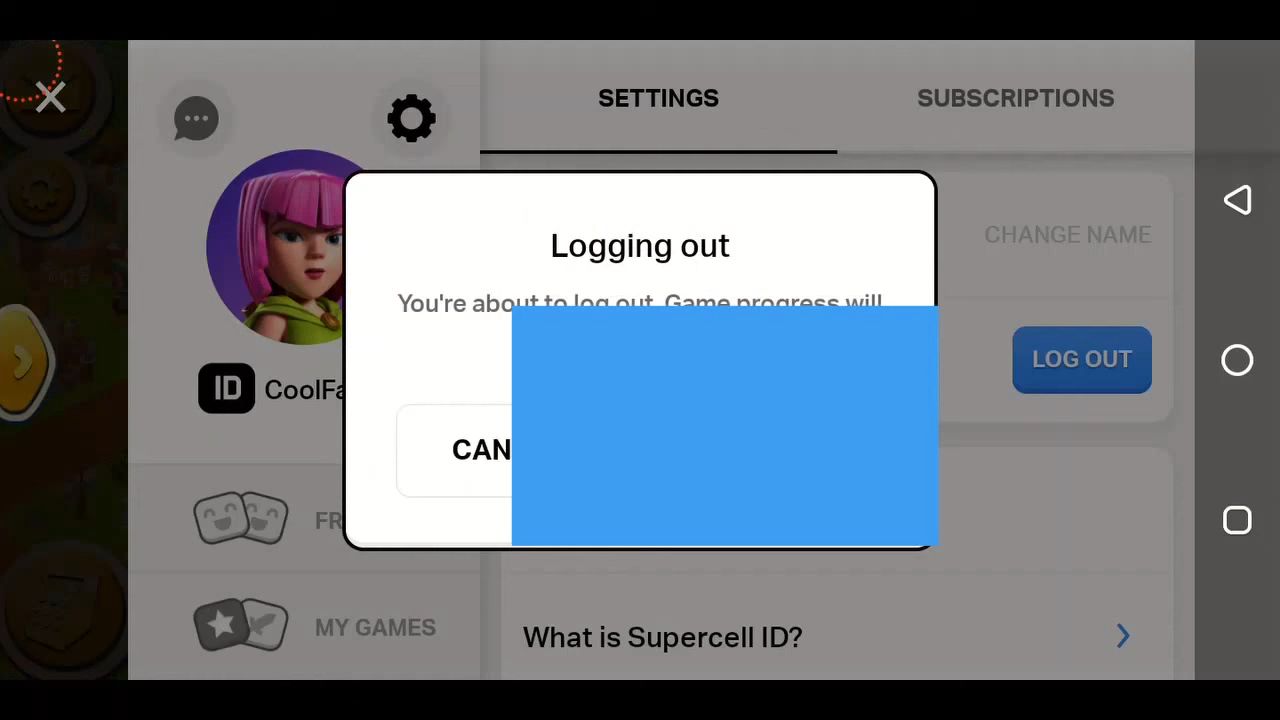 SETTINGS
SUBSCRIPTIONS
CHANGE NAME
Logging out
You're about to log out. Game progress will
LOG OUT
ID CoolFa
CAN
FR
MY GAMES
What is Supercell ID?